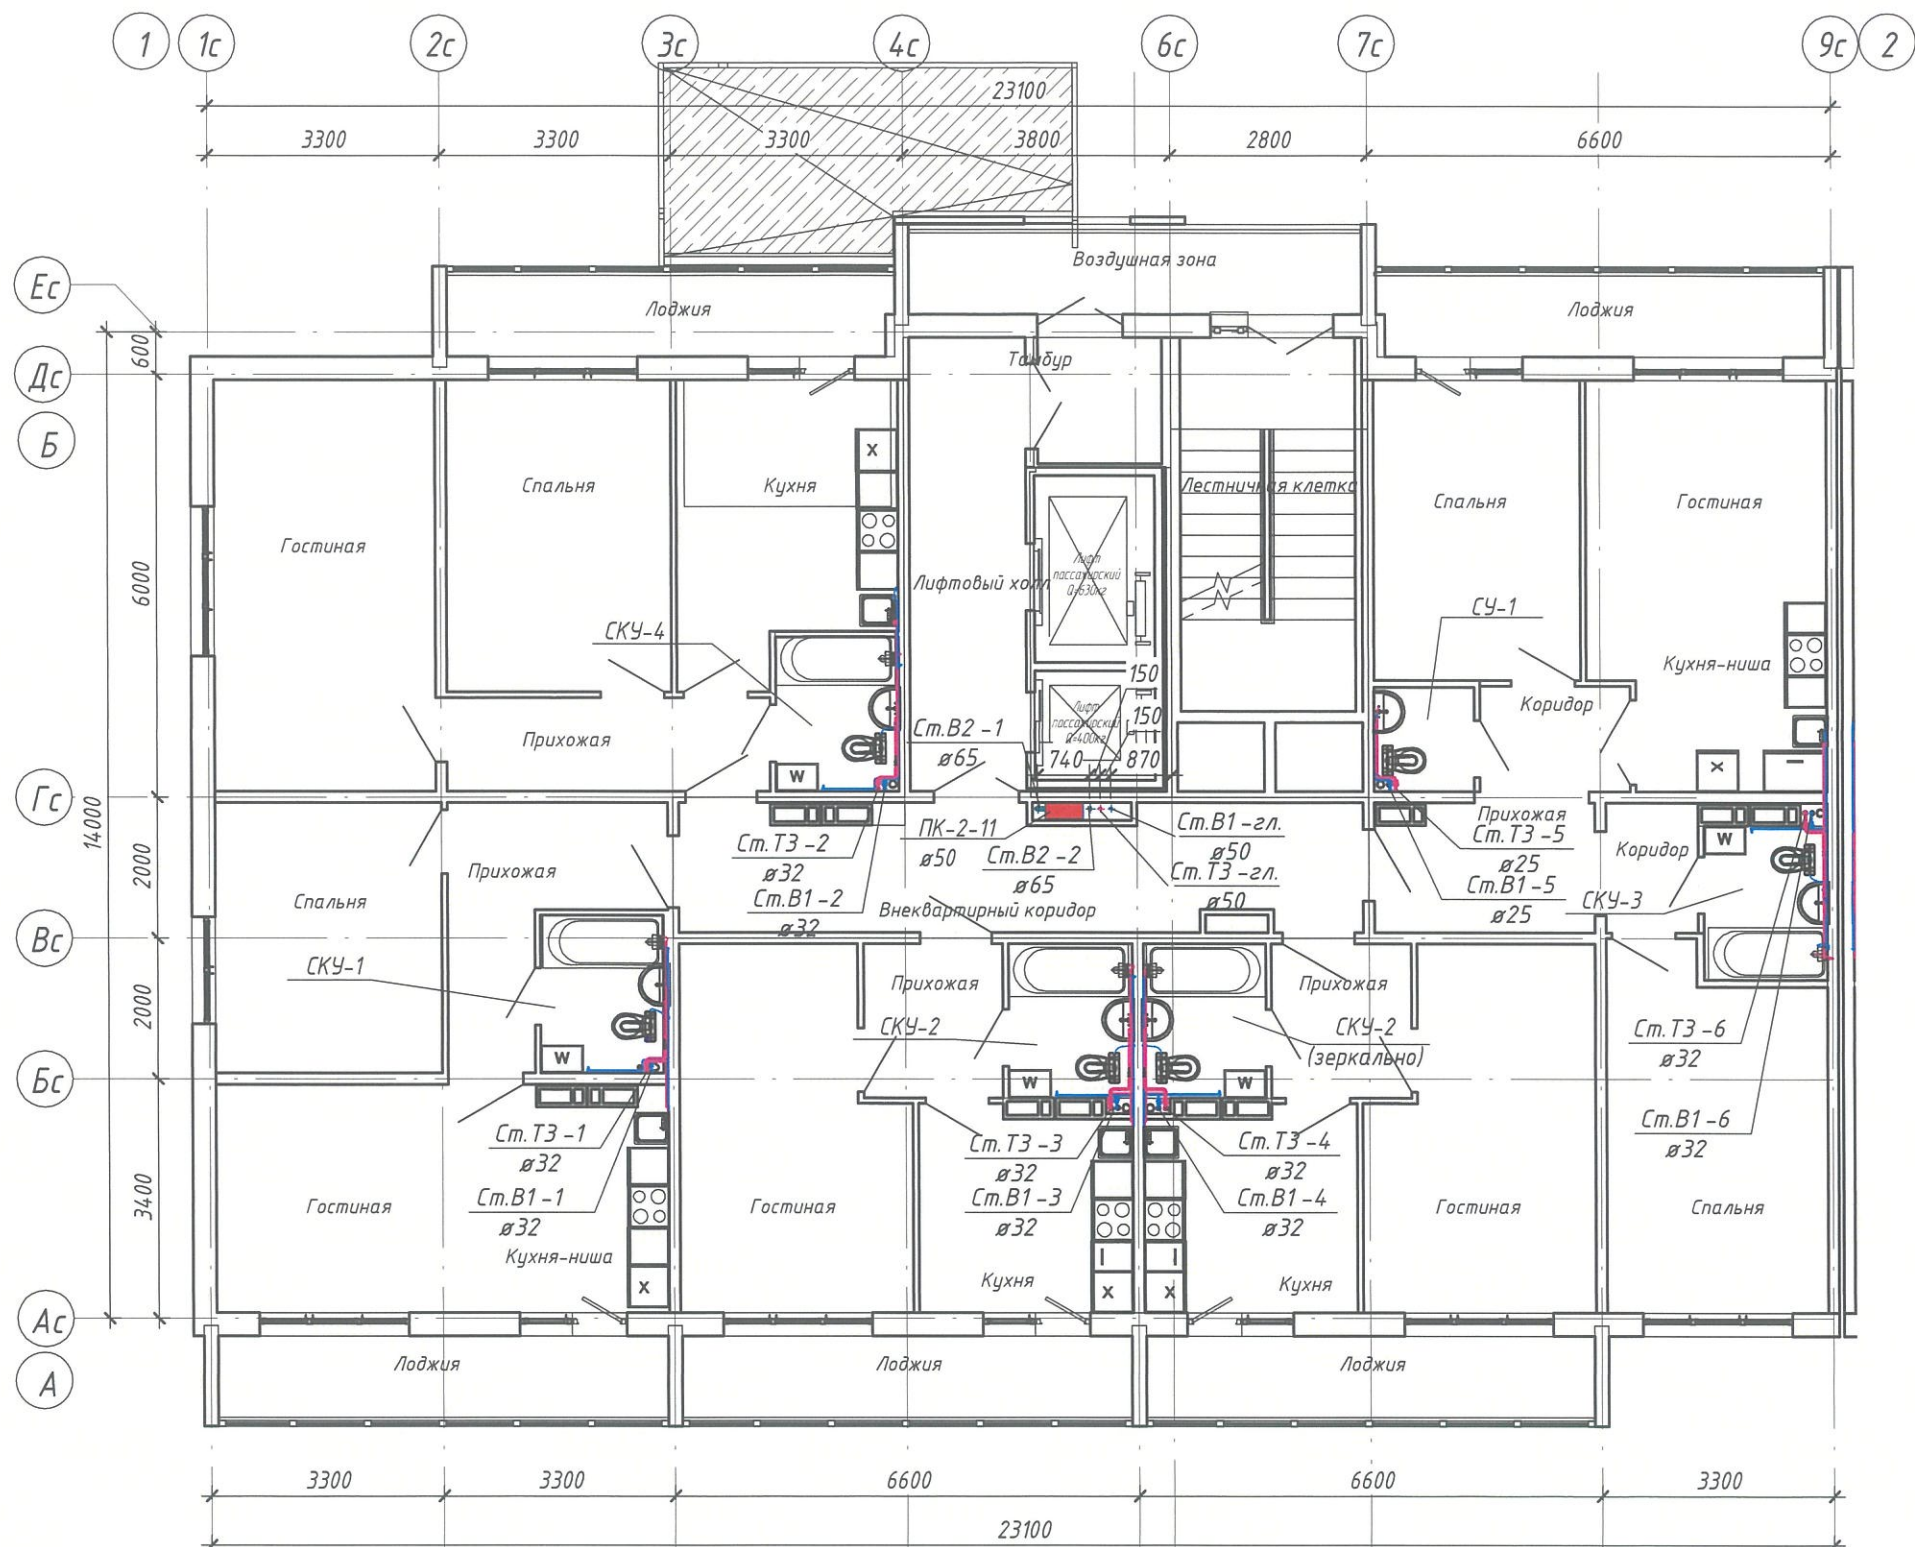 1 1с 2с 3с 4с 6с 7с 9с 2
23100
3300 3300 3300 3800 2800 6600
Воздушная зона
Ес
Лоджия Лоджия
600
Тамбур
Дс
Б
Спальня Кухня Лестничная клетка Спальня Гостиная
X
Гостиная
6000
Лифт
пассажирский
Q=630кг
Лифтовый холл
СКУ-4
СУ-1
Кухня-ниша
150
Коридор
Лифт
пассажирский
Q=400кг
150
Прихожая
Ст.В2 -1
ø65
740 870
W
X
Гс
14000
ПК-2-11
ø50
Ст.В1 -гл.
ø50
Прихожая
Ст.Т3 -2
ø32
Ст.В2 -2
ø65
Ст.Т3 -гл.
ø50
Ст.Т3 -5
ø25
Коридор
W
2000
Прихожая
Ст.В1 -2
ø32
Ст.В1 -5
ø25
СКУ-3
Спальня
Внеквартирный коридор
Вс
СКУ-1
Прихожая Прихожая
2000
СКУ-2
СКУ-2
(зеркально)
Ст.Т3 -6
ø32
W
Бс
W W
Ст.Т3 -1
ø32
Ст.Т3 -3
ø32
Ст.Т3 -4
ø32
Ст.В1 -6
ø32
3400
Ст.В1 -1
ø32
Ст.В1 -3
ø32
Ст.В1 -4
ø32
Гостиная Гостиная Гостиная Спальня
Кухня-ниша
Кухня Кухня
X X X
Ас
Лоджия Лоджия Лоджия
А
3300 3300 6600 6600 3300
23100